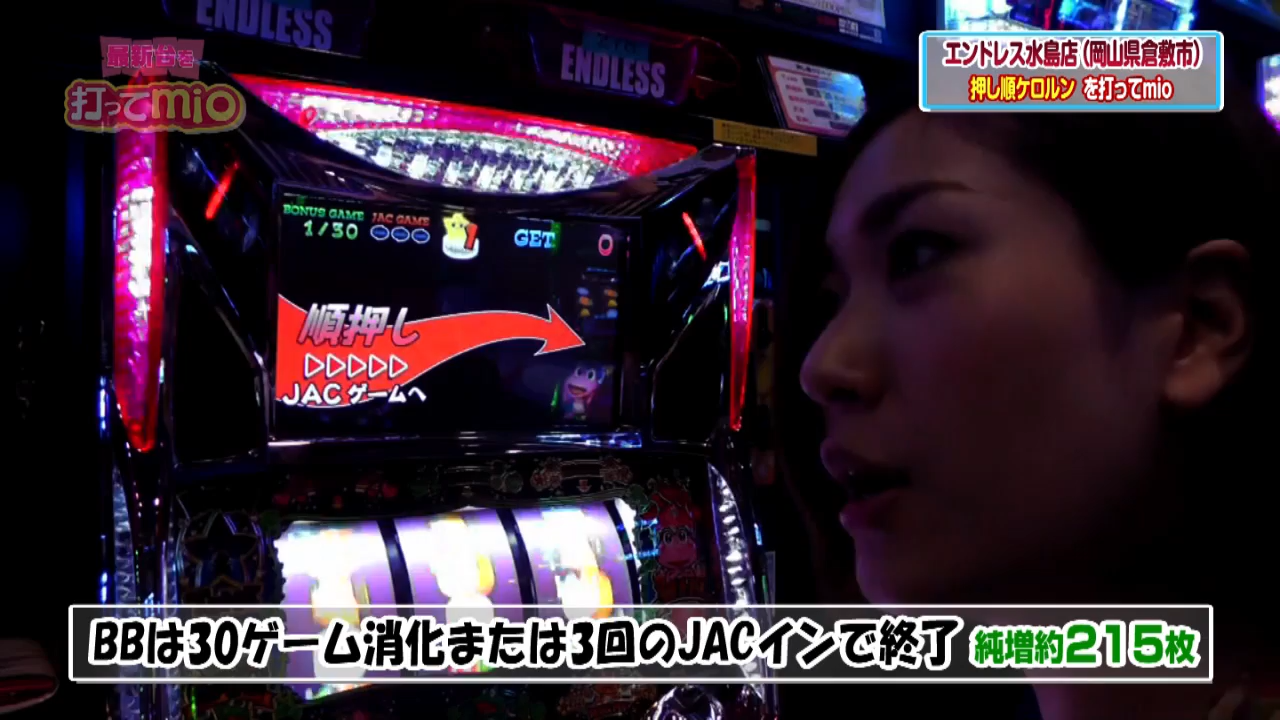 ENDLESS
ENDLESS
最新台を
打ってmio
エンドレス水島店(岡山県倉敷市)
押し順ケロルン を打ってmio
BONUS GAME
1/30
JAC GAME
1
GET
0
順押し
▷▷▷▷▷
JAC ゲームへ
BBは30ゲーム消化または3回のJACインで終了 純増約215枚